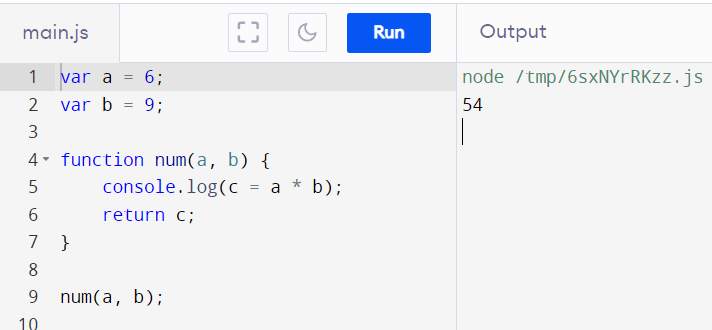 main.js
Run
Output
1 var a = 6;
2 var b = 9;
3
4 function num(a, b) {
5     console.log(c = a * b);
6     return c;
7 }
8
9 num(a, b);
10
node /tmp/6sxNYrRKzz.js
54